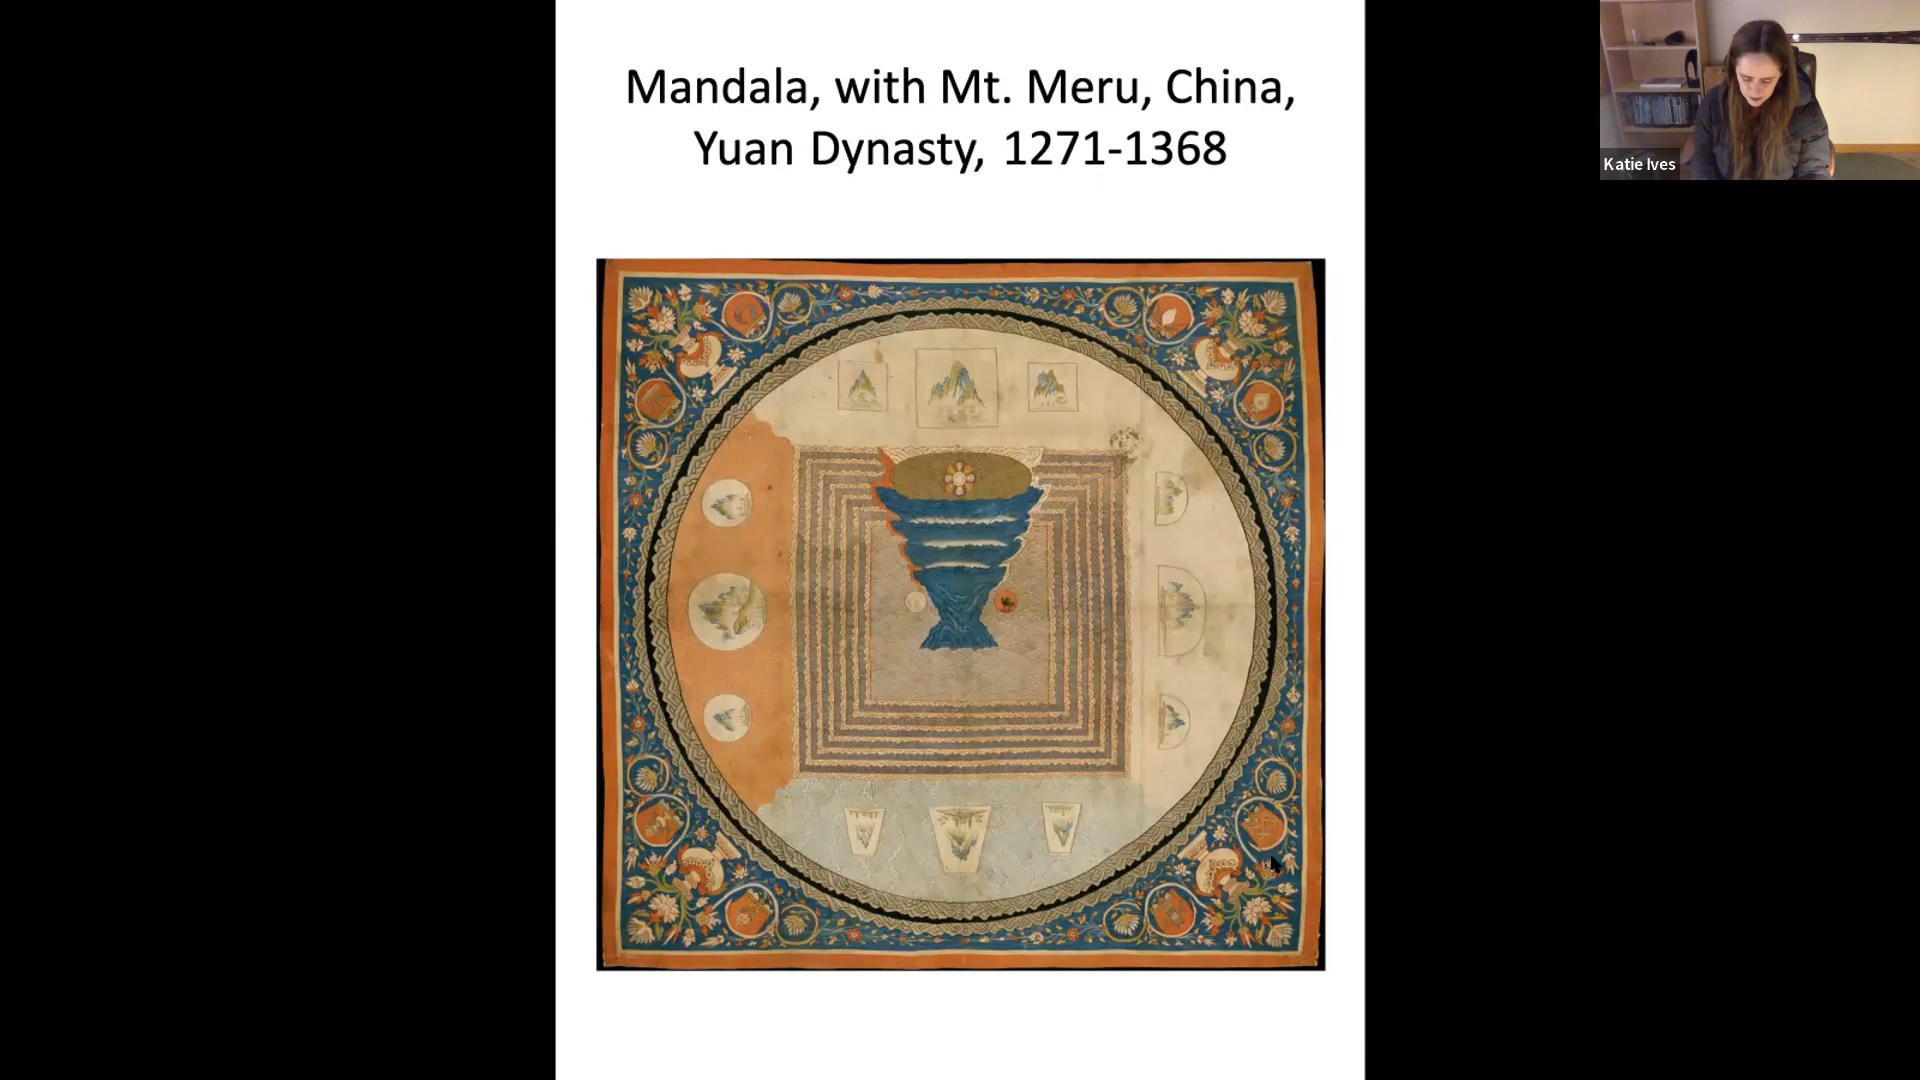 Mandala, with Mt. Meru, China,
Yuan Dynasty, 1271-1368
Katie Ives